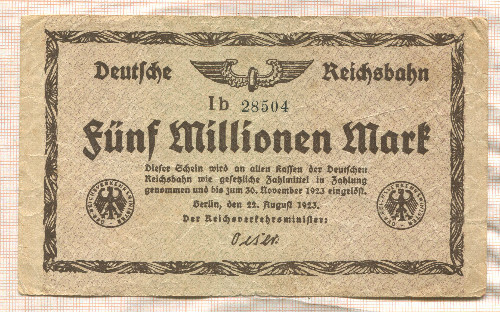 Deutsche Reichsbahn
Ib 28504
Fünf Millionen Mark
Dieser Schein wird an allen Kassen der Deutschen
Reichsbahn wie gesetzliche Zahlmittel in Zahlung
genommen und bis zum 30. November 1923 eingelöst.
Berlin, den 22. August 1923.
Der Reichsverkehrsminister:
Oeser